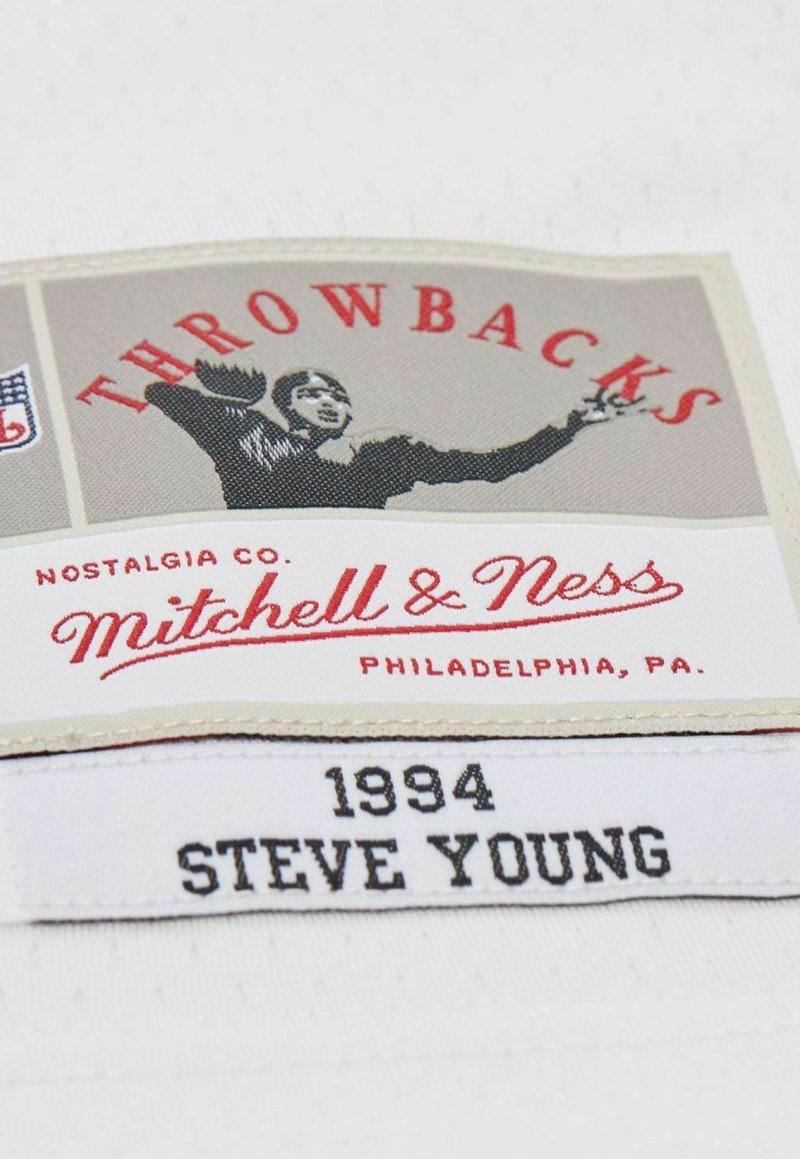 THROWBACKS
NOSTALGIA CO.
Mitchell & Ness
PHILADELPHIA, PA.
1994
STEVE YOUNG